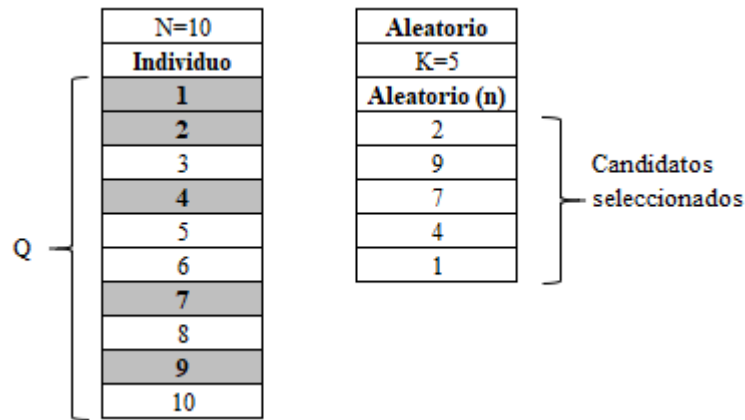 N=10
Individuo
1
2
3
4
5
6
7
8
9
10
Q
Aleatorio
K=5
Aleatorio (n)
2
9
7
4
1
Candidatos
seleccionados